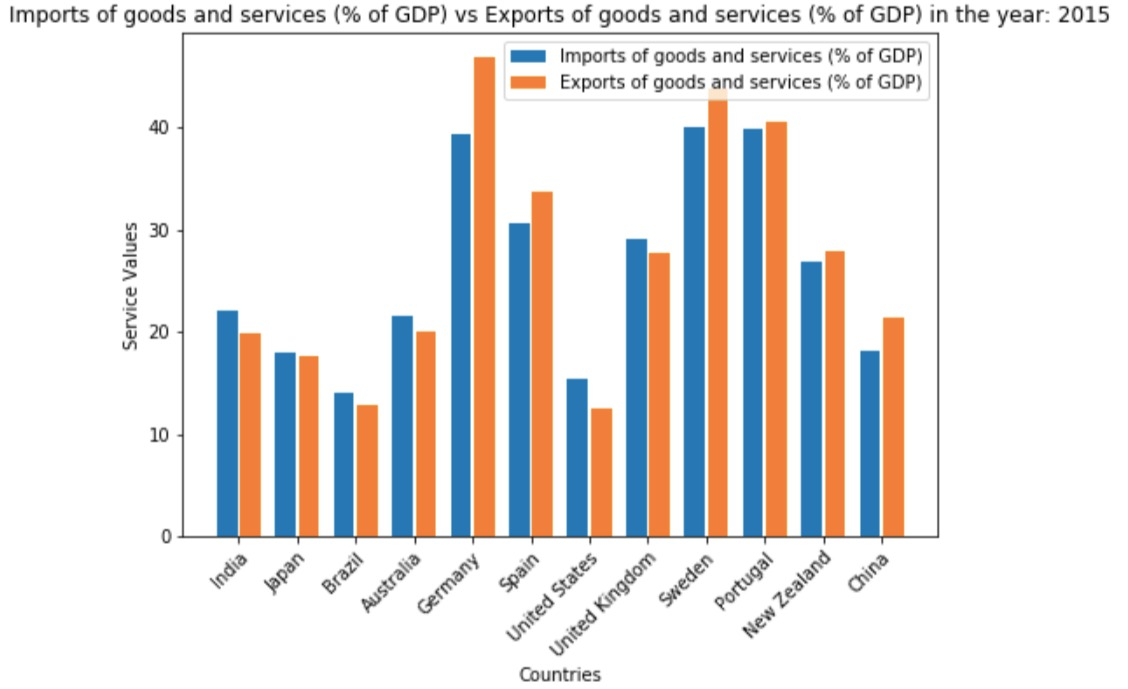 Imports of goods and services (% of GDP) vs Exports of goods and services (% of GDP) in the year: 2015
Imports of goods and services (% of GDP)
Exports of goods and services (% of GDP)
Service Values
40
30
20
10
0
India
Japan
Brazil
Australia
Germany
Spain
United States
United Kingdom
Sweden
Portugal
New Zealand
China
Countries